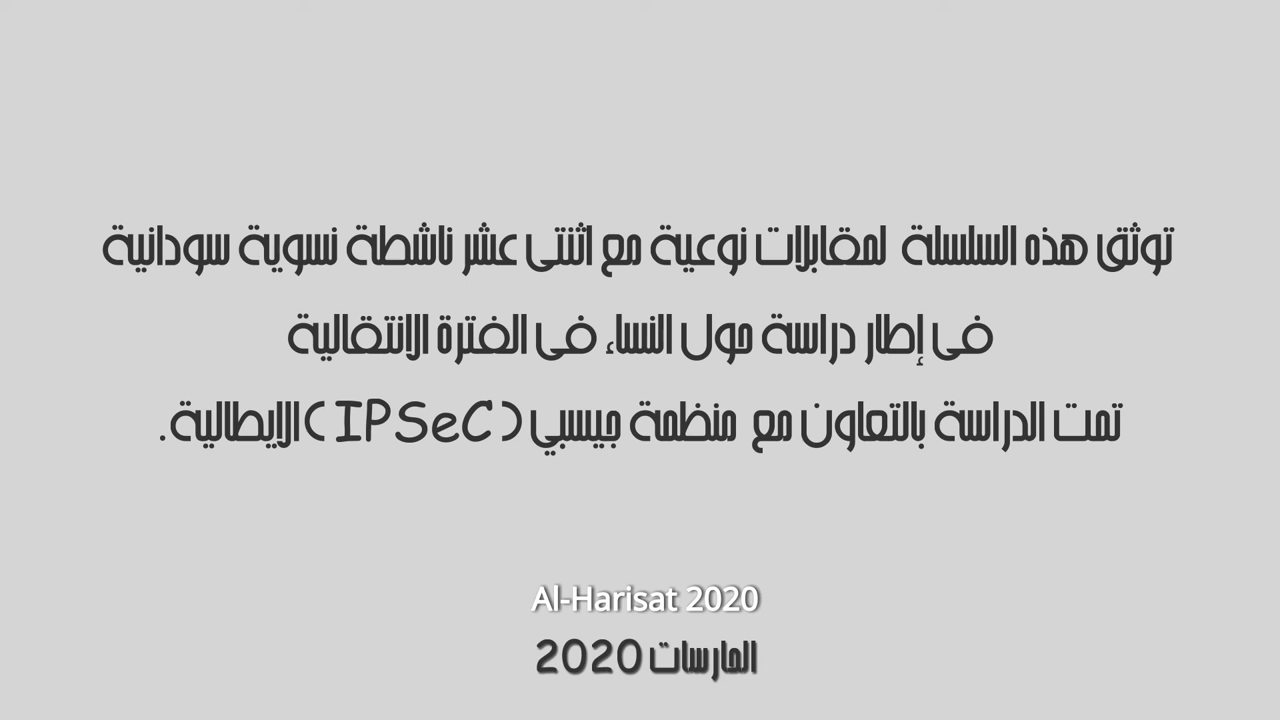 توثق هذه السلسلة لمقابلات نوعية مع اثنتى عشر ناشطة نسوية سودانية
فى إطار دراسة حول النساء فى الفترة الانتقالية
تمت الدراسة بالتعاون مع منظمة جيسبي (IPSeC) الايطالية.
Al-Harisat 2020
الحارسات 2020